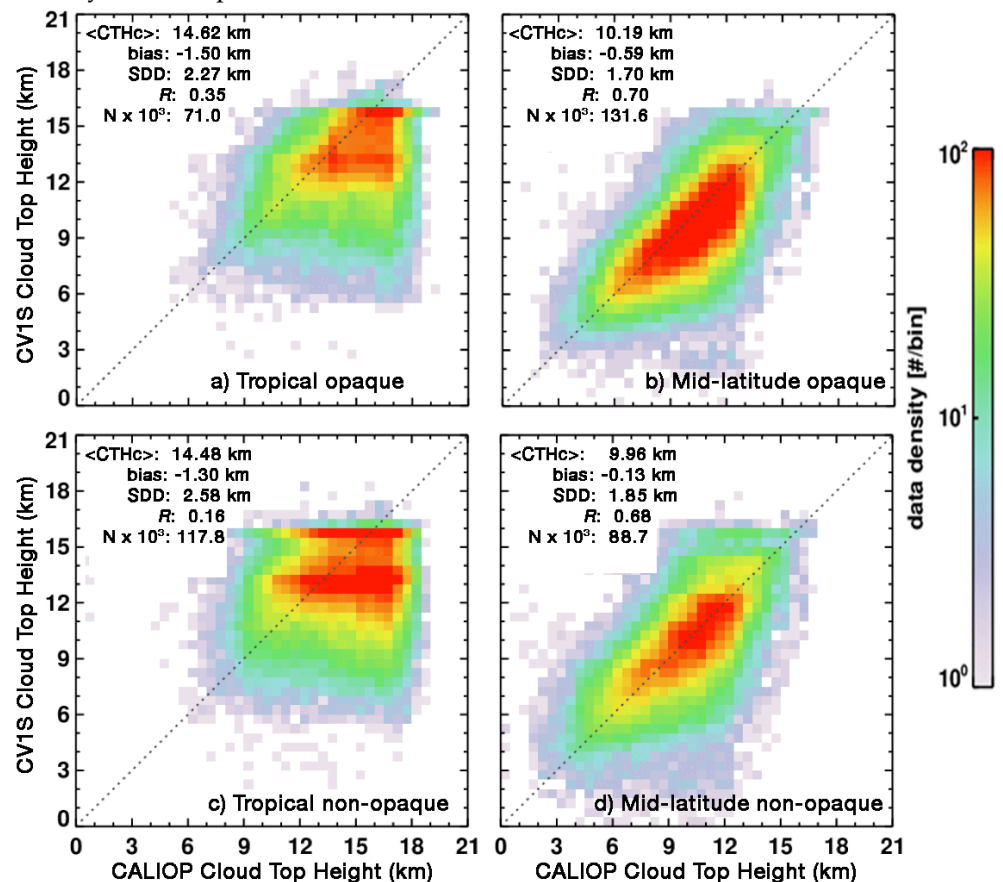 21
18
15
12
9
6
3
0
CV1S Cloud Top Height (km)
<CTHc>: 14.62 km
bias: -1.50 km
SDD: 2.27 km
R: 0.35
N x 10³: 71.0
a) Tropical opaque
<CTHc>: 10.19 km
bias: -0.59 km
SDD: 1.70 km
R: 0.70
N x 10³: 131.6
b) Mid-latitude opaque
21
18
15
12
9
6
3
0
CV1S Cloud Top Height (km)
<CTHc>: 14.48 km
bias: -1.30 km
SDD: 2.58 km
R: 0.16
N x 10³: 117.8
c) Tropical non-opaque
<CTHc>: 9.96 km
bias: -0.13 km
SDD: 1.85 km
R: 0.68
N x 10³: 88.7
d) Mid-latitude non-opaque
0 3 6 9 12 15 18 21
0 3 6 9 12 15 18 21
CALIOP Cloud Top Height (km)
CALIOP Cloud Top Height (km)
10²
10¹
10⁰
data density [#/bin]